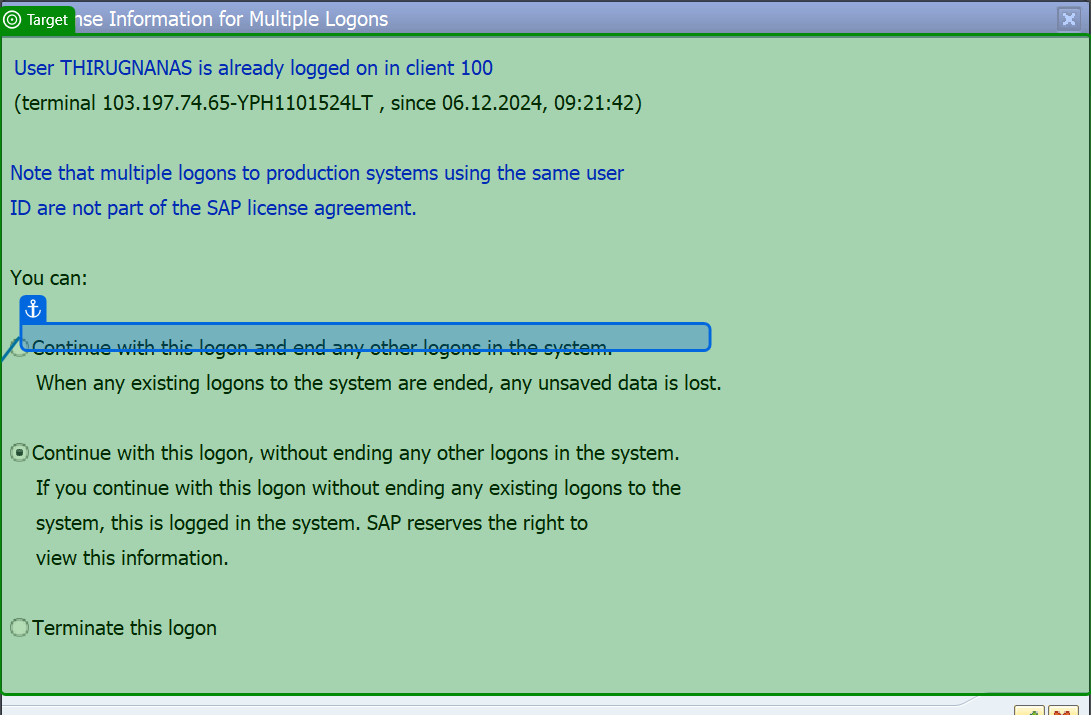 Target
nse Information for Multiple Logons
User THIRUGNANAS is already logged on in client 100
(terminal 103.197.74.65-YPH1101524LT , since 06.12.2024, 09:21:42)
Note that multiple logons to production systems using the same user
ID are not part of the SAP license agreement.
You can:
Continue with this logon and end any other logons in the system.
When any existing logons to the system are ended, any unsaved data is lost.
Continue with this logon, without ending any other logons in the system.
If you continue with this logon without ending any existing logons to the
system, this is logged in the system. SAP reserves the right to
view this information.
Terminate this logon